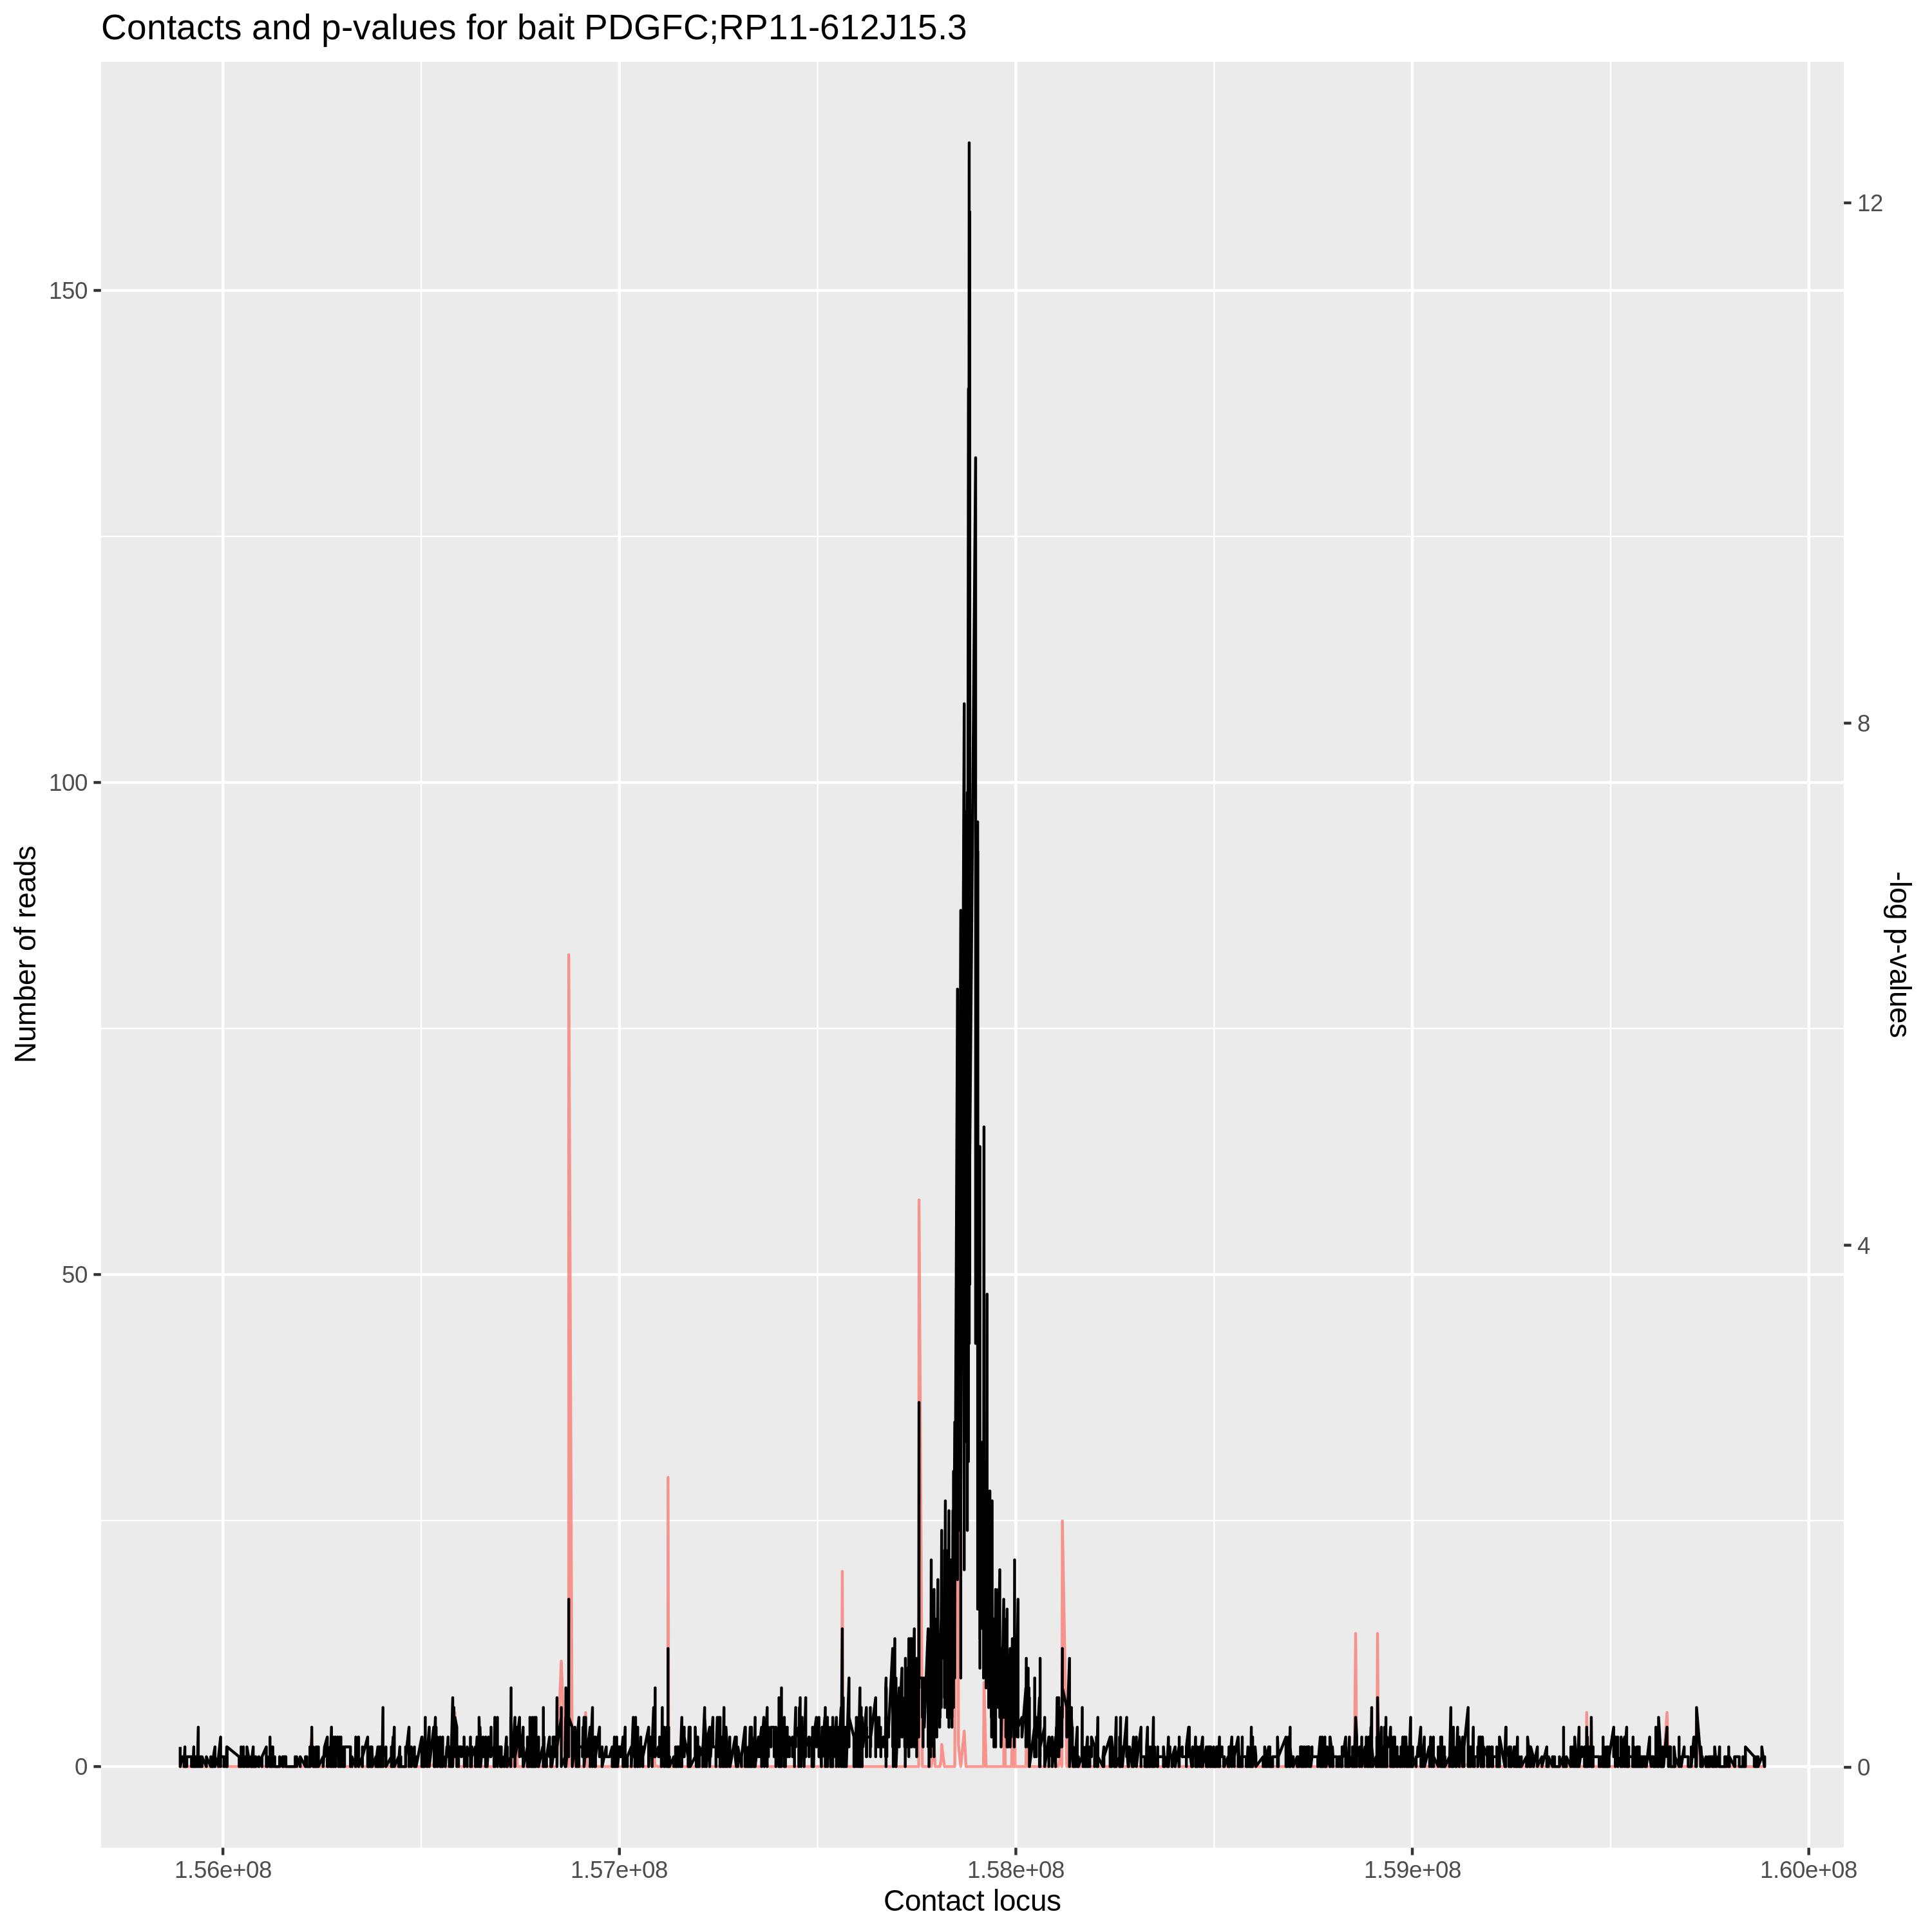 Contacts and p-values for bait PDGFC;RP11-612J15.3
150
100
50
0
Number of reads
12
8
4
0
-log p-values
1.56e+08
1.57e+08
1.58e+08
1.59e+08
1.60e+08
Contact locus